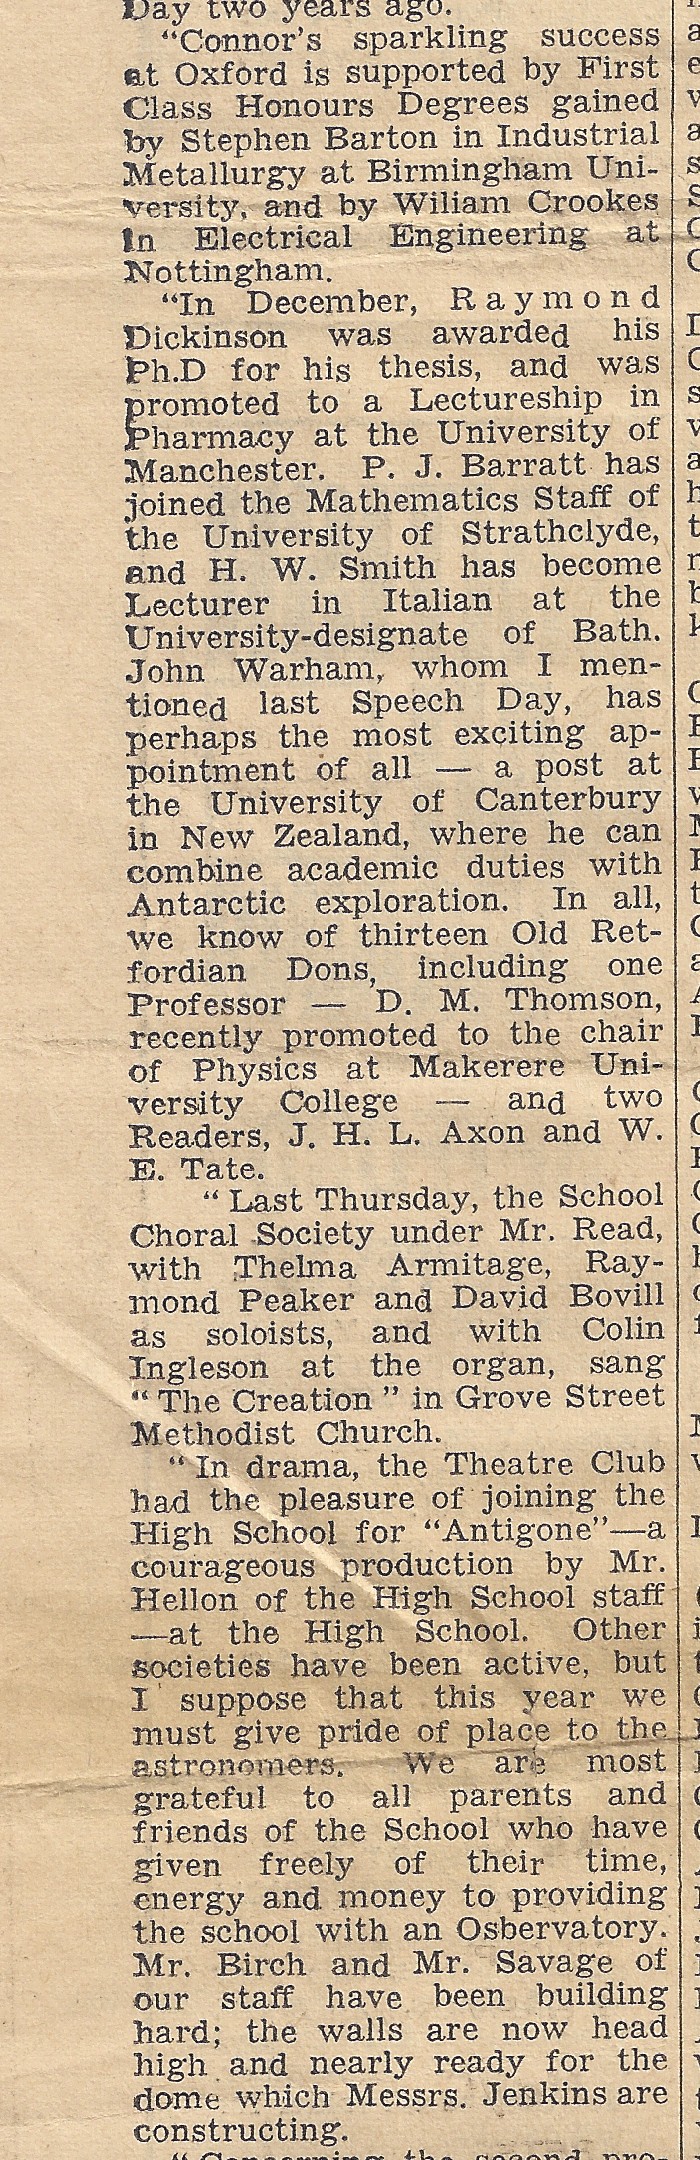 Day two years ago.
“Connor’s sparkling success
at Oxford is supported by First
Class Honours Degrees gained
by Stephen Barton in Industrial
Metallurgy at Birmingham Uni-
versity, and by Wiliam Crookes
in Electrical Engineering at
Nottingham.
“In December, Raymond
Dickinson was awarded his
Ph.D for his thesis, and was
promoted to a Lectureship in
Pharmacy at the University of
Manchester. P. J. Barratt has
joined the Mathematics Staff of
the University of Strathclyde,
and H. W. Smith has become
Lecturer in Italian at the
University-designate of Bath.
John Warham, whom I men-
tioned last Speech Day, has
perhaps the most exciting ap-
pointment of all — a post at
the University of Canterbury
in New Zealand, where he can
combine academic duties with
Antarctic exploration. In all,
we know of thirteen Old Ret-
fordian Dons, including one
Professor — D. M. Thomson,
recently promoted to the chair
of Physics at Makerere Uni-
versity College — and two
Readers, J. H. L. Axon and W.
E. Tate.
“Last Thursday, the School
Choral Society under Mr. Read,
with Thelma Armitage, Ray-
mond Peaker and David Bovill
as soloists, and with Colin
Ingleson at the organ, sang
“The Creation” in Grove Street
Methodist Church.
“In drama, the Theatre Club
had the pleasure of joining the
High School for “Antigone”—a
courageous production by Mr.
Hellon of the High School staff
—at the High School. Other
societies have been active, but
I suppose that this year we
must give pride of place to the
astronomers. We are most
grateful to all parents and
friends of the School who have
given freely of their time,
energy and money to providing
the school with an Osbervatory.
Mr. Birch and Mr. Savage of
our staff have been building
hard; the walls are now head
high and nearly ready for the
dome which Messrs. Jenkins are
constructing.
“Concerning the second pro-